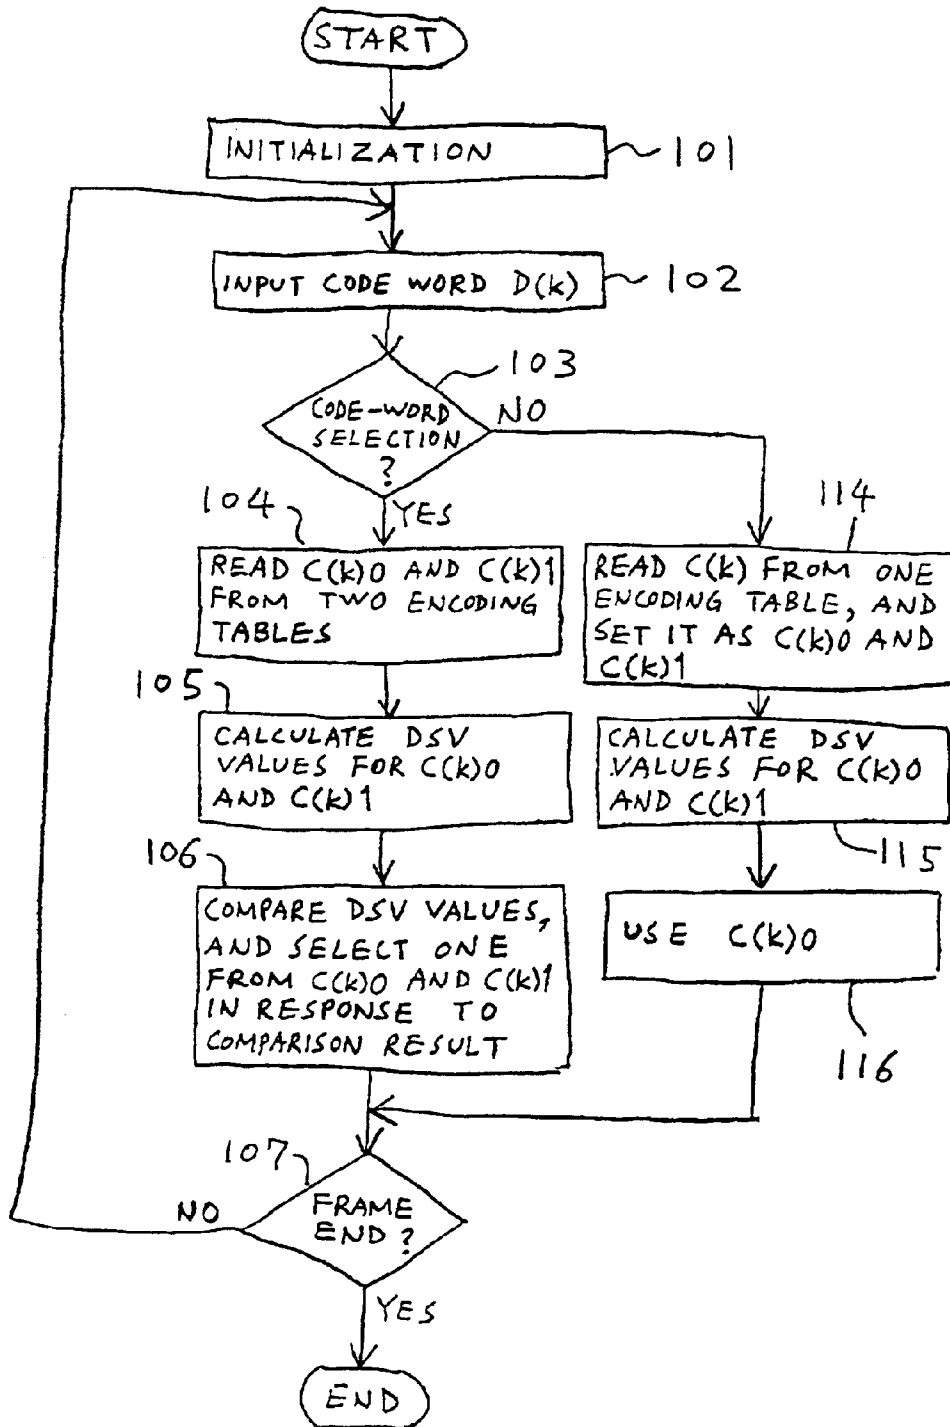 START
INITIALIZATION
101
INPUT CODE WORD D(k)
102
103
CODE-WORD
SELECTION
?
NO
YES
104
READ C(k)0 AND C(k)1
FROM TWO ENCODING
TABLES
114
READ C(k) FROM ONE
ENCODING TABLE, AND
SET IT AS C(k)0 AND
C(k)1
105
CALCULATE DSV
VALUES FOR C(k)0
AND C(k)1
CALCULATE DSV
VALUES FOR C(k)0
AND C(k)1
115
106
COMPARE DSV VALUES,
AND SELECT ONE
FROM C(k)0 AND C(k)1
IN RESPONSE TO
COMPARISON RESULT
USE C(k)0
116
107
FRAME
END ?
NO
YES
END